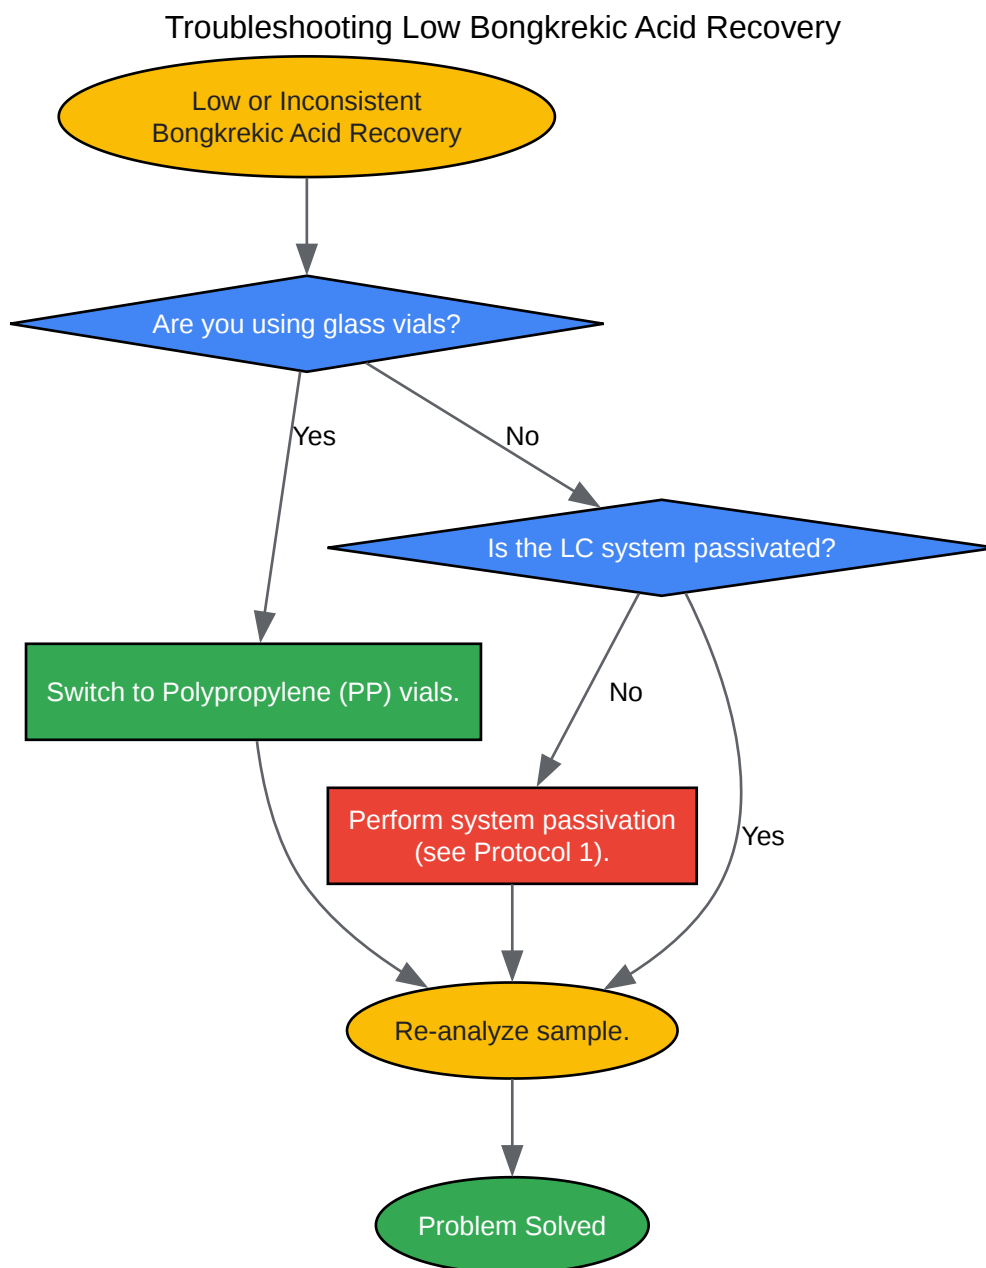 Troubleshooting Low Bongkrekic Acid Recovery
Low or Inconsistent
Bongkrekic Acid Recovery
Are you using glass vials?
Yes
No
Is the LC system passivated?
Switch to Polypropylene (PP) vials.
No
Perform system passivation
(see Protocol 1).
Yes
Re-analyze sample.
Problem Solved